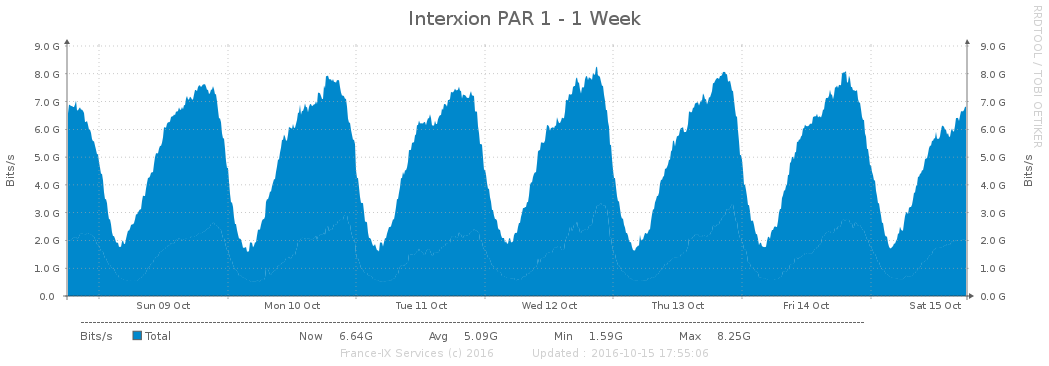 Interxion PAR 1 - 1 Week
RRDTOOL / TOBI OETIKER
9.0 G 9.0 G
8.0 G 8.0 G
7.0 G 7.0 G
6.0 G 6.0 G
5.0 G 5.0 G
4.0 G 4.0 G
3.0 G 3.0 G
2.0 G 2.0 G
1.0 G 1.0 G
0.0 0.0 G
Bits/s
Bits/s
Sun 09 Oct Mon 10 Oct Tue 11 Oct Wed 12 Oct Thu 13 Oct Fri 14 Oct Sat 15 Oct
Bits/s Total Now 6.64G Avg 5.09G Min 1.59G Max 8.25G
France-IX Services (c) 2016 Updated : 2016-10-15 17:55:06